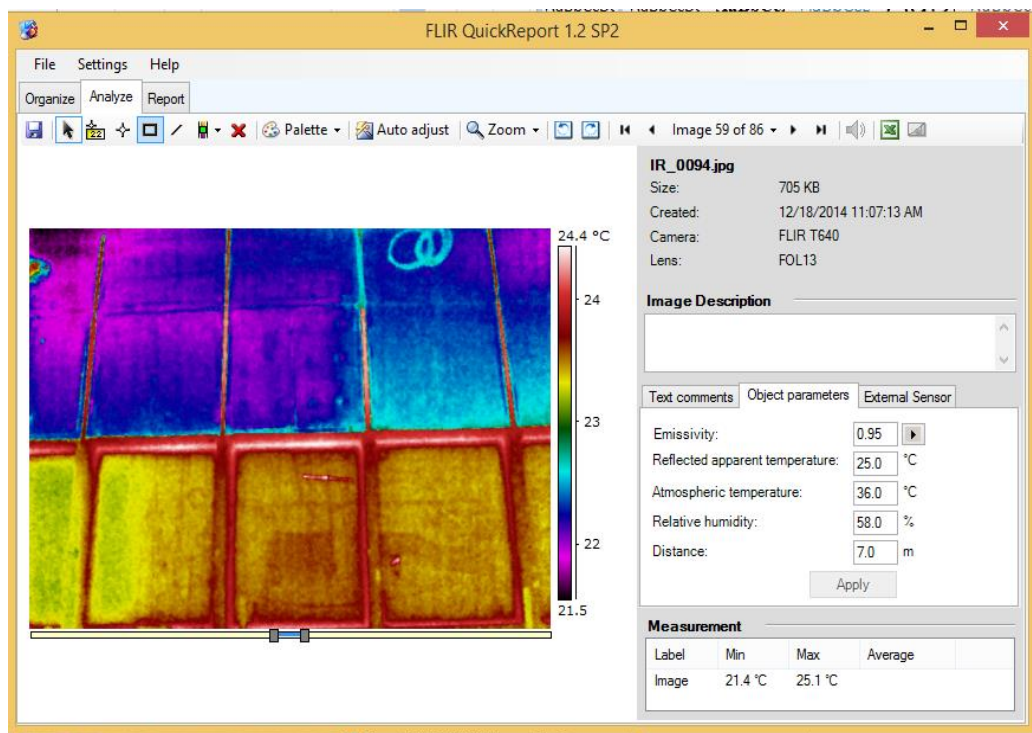 FLIR QuickReport 1.2 SP2
File Settings Help
Organize Analyze Report
22 Palette Auto adjust Zoom Image 59 of 86
IR_0094.jpg
Size: 705 KB
Created: 12/18/2014 11:07:13 AM
Camera: FLIR T640
Lens: FOL13
24.4 °C
24
23
22
21.5
Image Description
Text comments Object parameters External Sensor
Emissivity: 0.95
Reflected apparent temperature: 25.0 °C
Atmospheric temperature: 36.0 °C
Relative humidity: 58.0 %
Distance: 7.0 m
Apply
Measurement
Label Min Max Average
Image 21.4 °C 25.1 °C